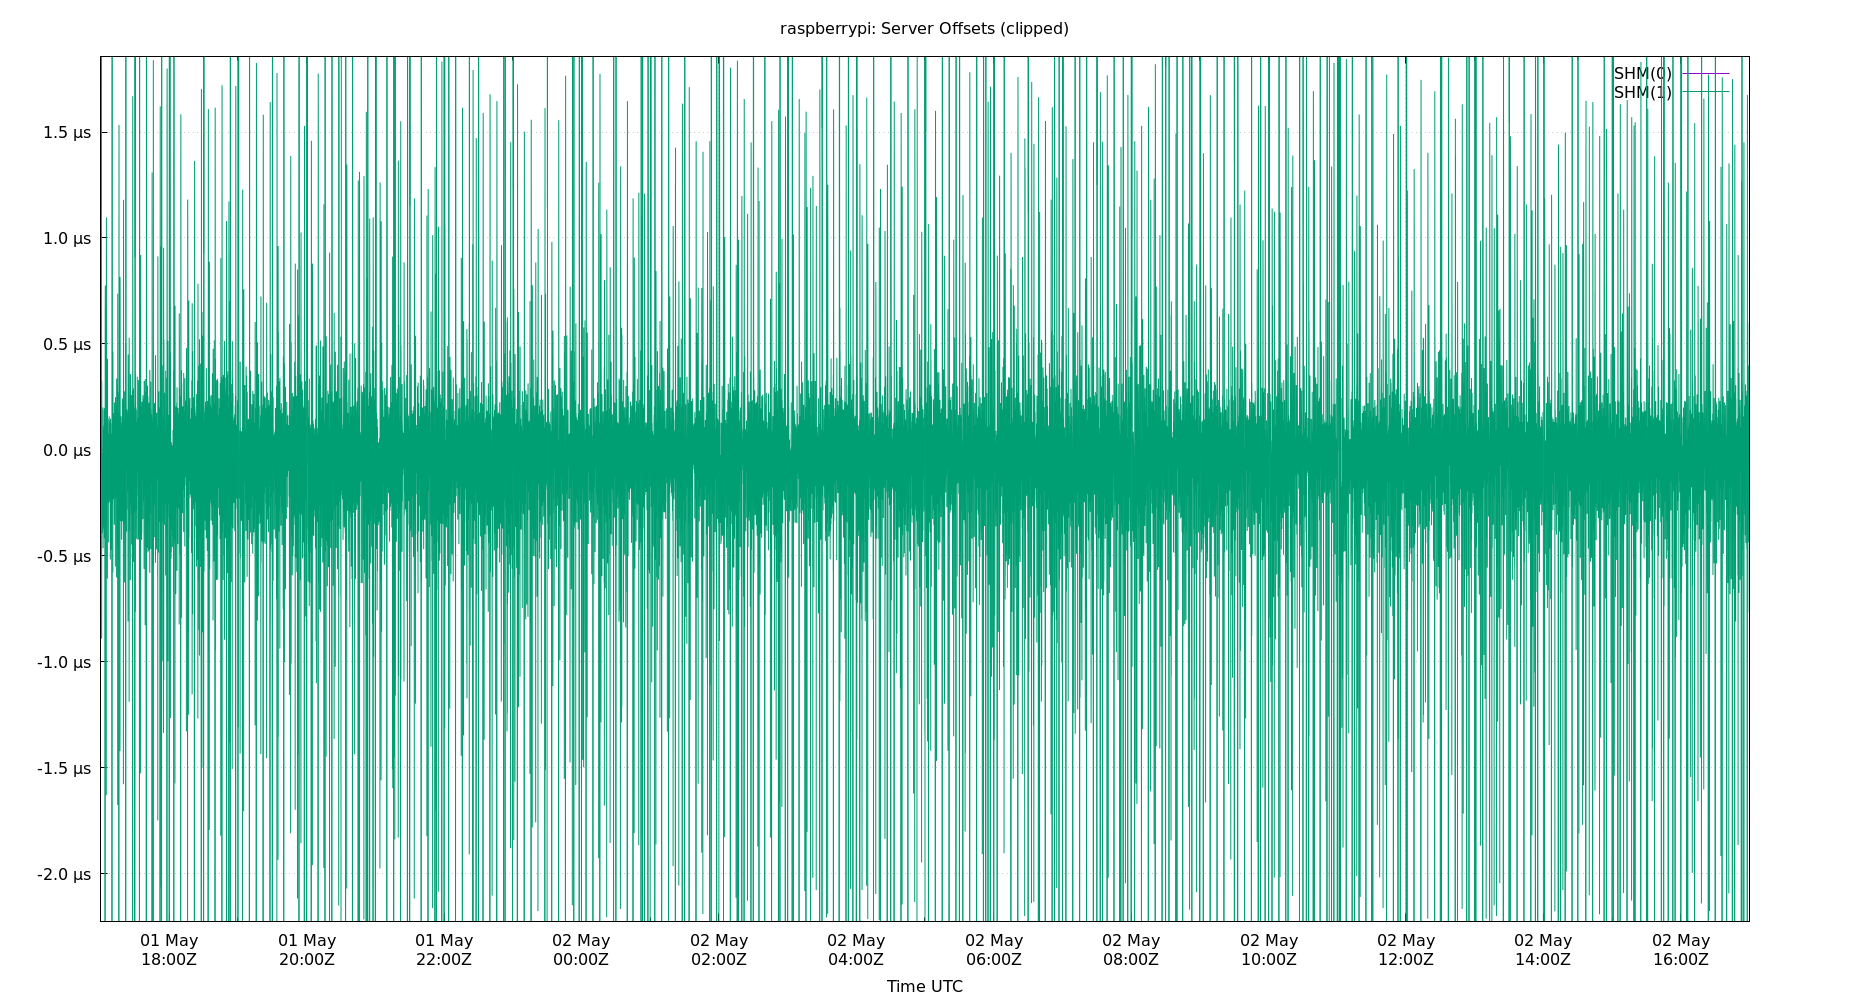 raspberrypi: Server Offsets (clipped)
SHM(0)
SHM(1)
1.5 µs
1.0 µs
0.5 µs
0.0 µs
-0.5 µs
-1.0 µs
-1.5 µs
-2.0 µs
01 May 01 May 01 May 02 May 02 May 02 May 02 May 02 May 02 May 02 May 02 May 02 May
18:00Z 20:00Z 22:00Z 00:00Z 02:00Z 04:00Z 06:00Z 08:00Z 10:00Z 12:00Z 14:00Z 16:00Z
Time UTC